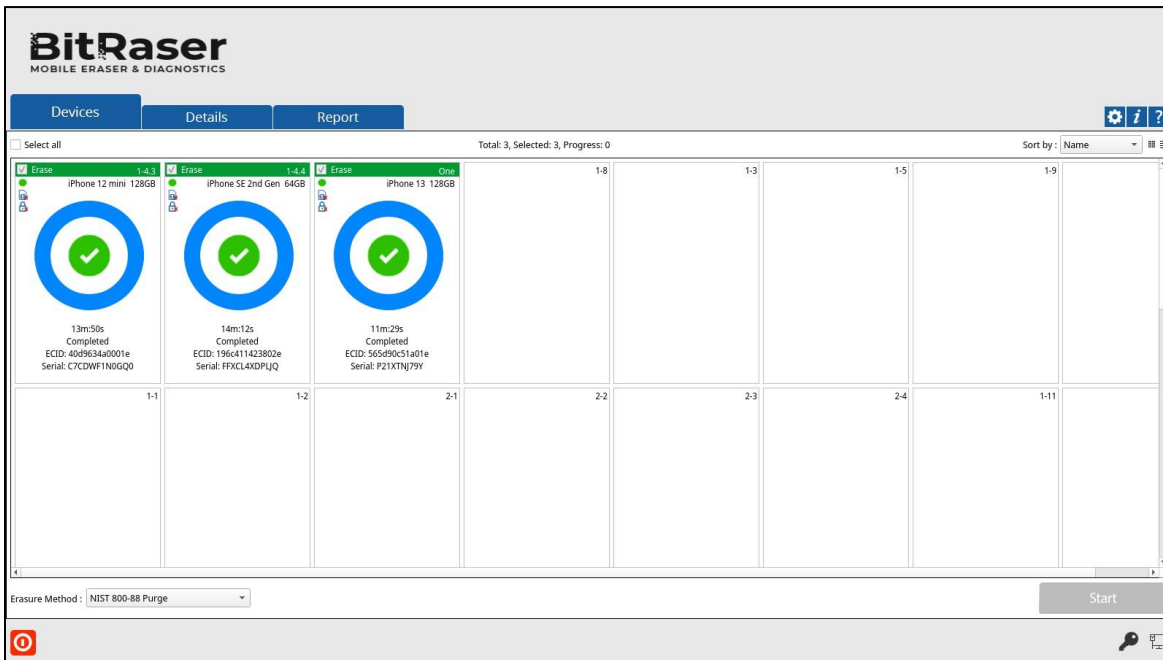 BitRaser
MOBILE ERASER & DIAGNOSTICS
Devices
Details
Report
i
?
Select all
Total: 3, Selected: 3, Progress: 0
Sort by : Name
Erase 1-4.3
iPhone 12 mini 128GB
13m:50s
Completed
ECID: 40d9634a0001e
Serial: C7CDWF1N0GQ0
Erase 1-4.4
iPhone SE 2nd Gen 64GB
14m:12s
Completed
ECID: 196c411423802e
Serial: FFXCL4XDPLJQ
Erase One
iPhone 13 128GB
11m:29s
Completed
ECID: 565d90c51a01e
Serial: P21XTNJ79Y
1-8
1-3
1-5
1-9
1-1
1-2
2-1
2-2
2-3
2-4
1-11
Erasure Method : NIST 800-88 Purge
Start